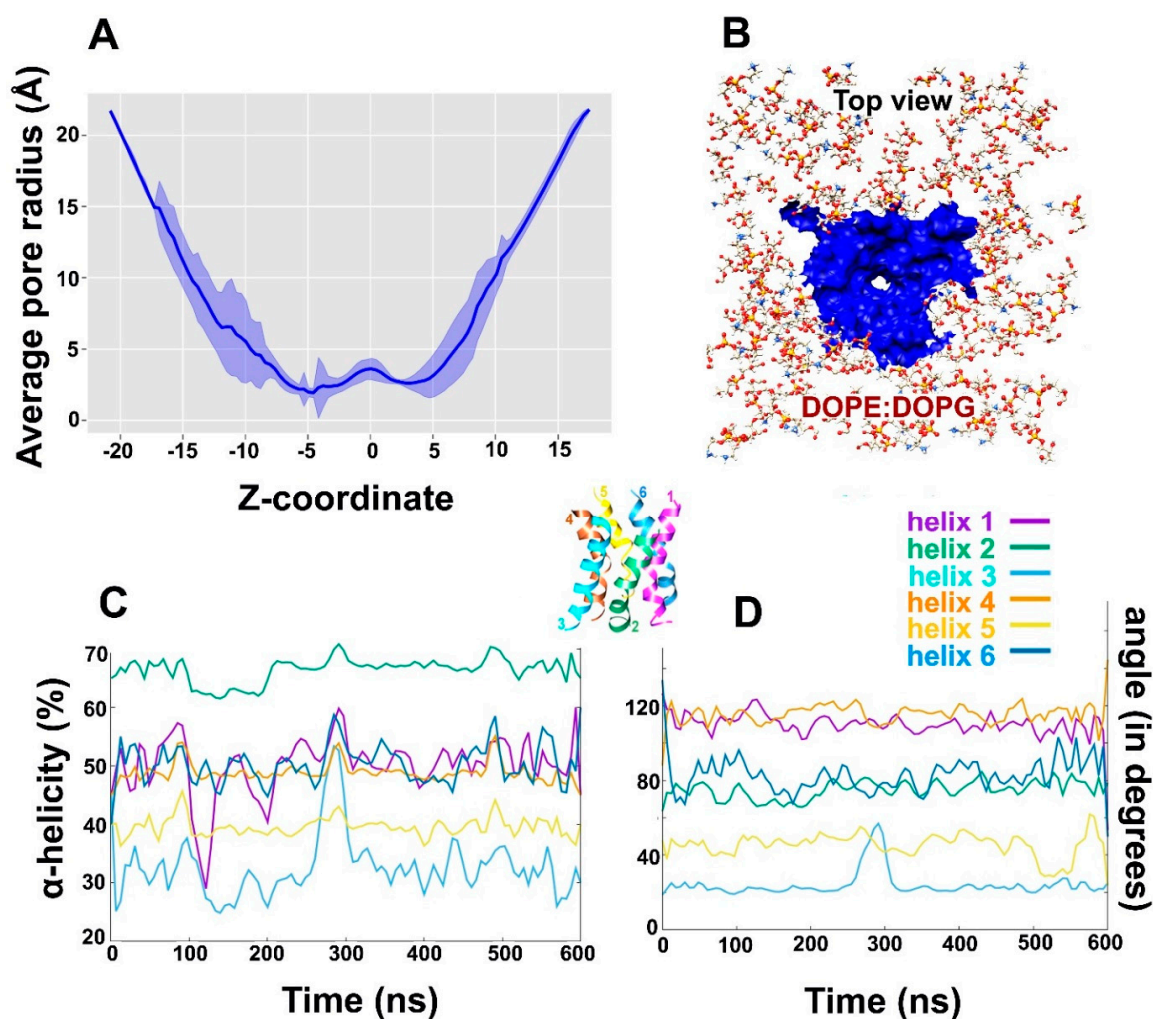 A
Average pore radius (Å)
20
15
10
5
0
-20
-15
-10
-5
0
5
10
15
Z-coordinate
B
Top view
DOPE:DOPG
5
6
1
4
3
2
helix 1
helix 2
helix 3
helix 4
helix 5
helix 6
C
α-helicity (%)
70
60
50
40
30
20
0
100
200
300
400
500
600
Time (ns)
D
angle (in degrees)
120
80
40
0
0
100
200
300
400
500
600
Time (ns)